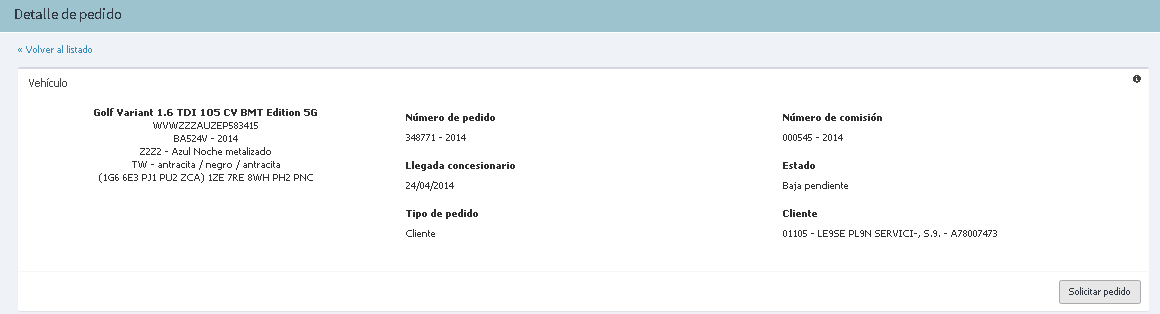 Detalle de pedido
« Volver al listado
Vehículo
Golf Variant 1.6 TDI 105 CV BMT Edition 5G
WVWZZZAUZEP583415
BA524V - 2014
Z2Z2 - Azul Noche metalizado
TW - antracita / negro / antracita
(1G6 6E3 PJ1 PU2 ZCA) 1ZE 7RE 8WH PH2 PNC
Número de pedido
348771 - 2014
Llegada concesionario
24/04/2014
Tipo de pedido
Cliente
Número de comisión
000545 - 2014
Estado
Baja pendiente
Cliente
01105 - LE9SE PL9N SERVICI-, S.9. - A78007473
Solicitar pedido